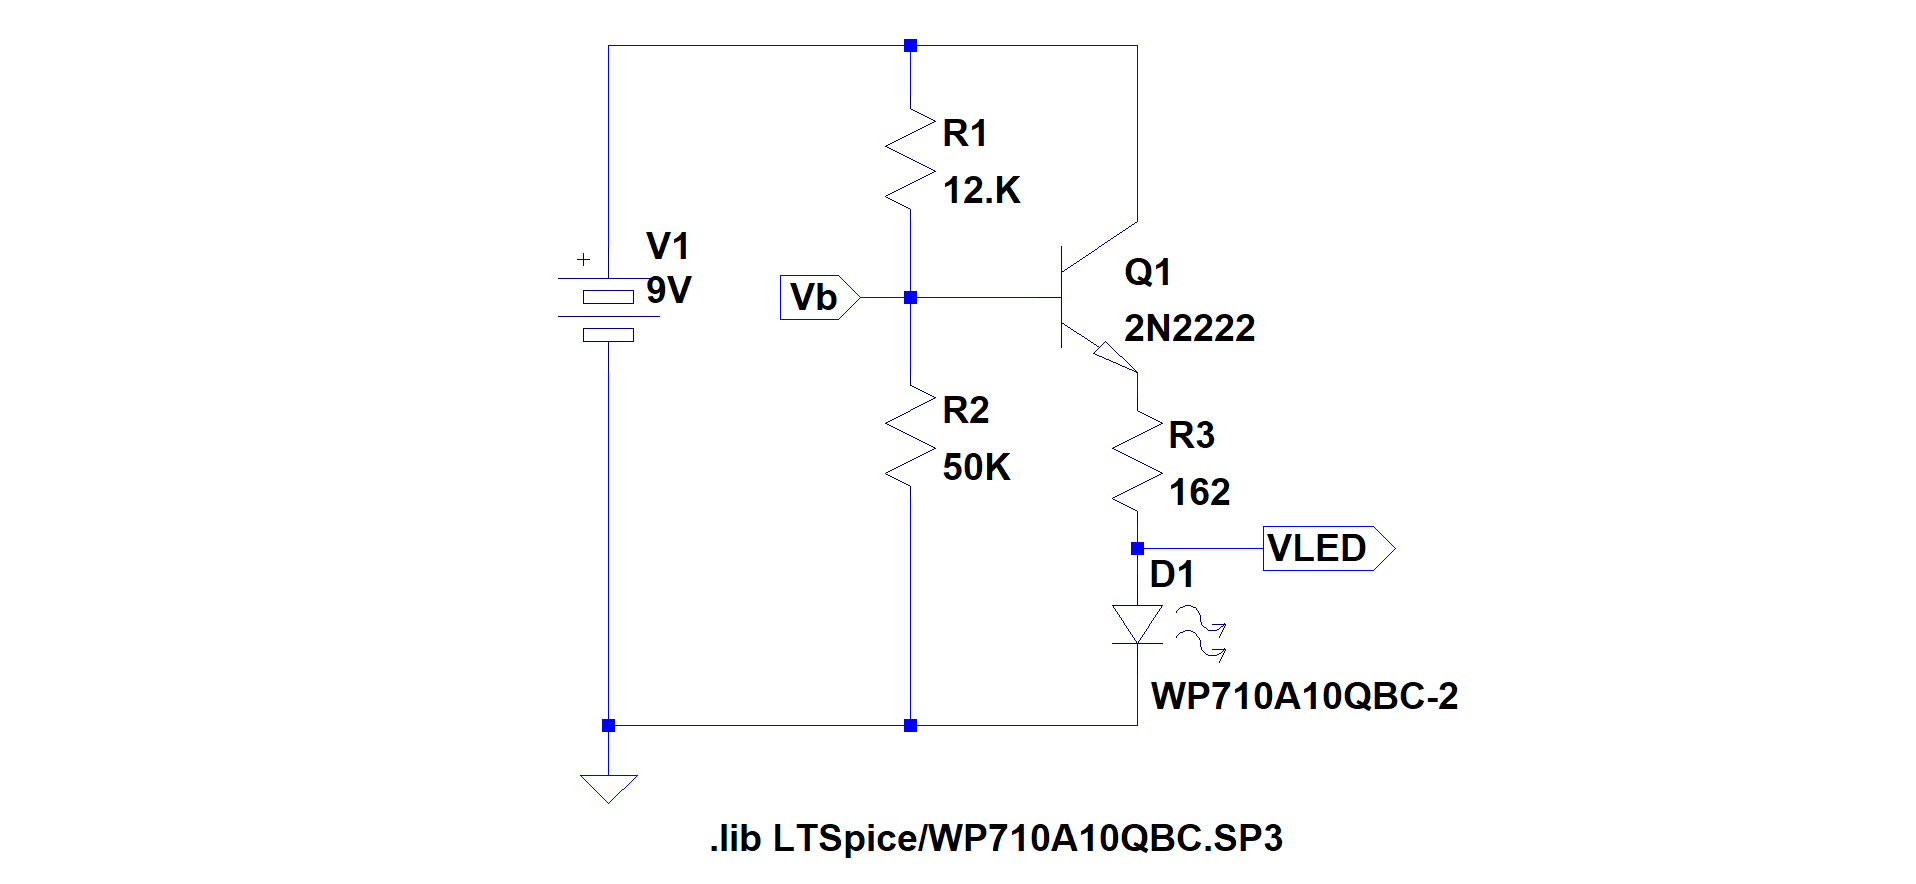 R1
12.K
V1
9V
+
Vb
Q1
2N2222
R2
50K
R3
162
VLED
D1
WP710A10QBC-2
.lib LTSpice/WP710A10QBC.SP3